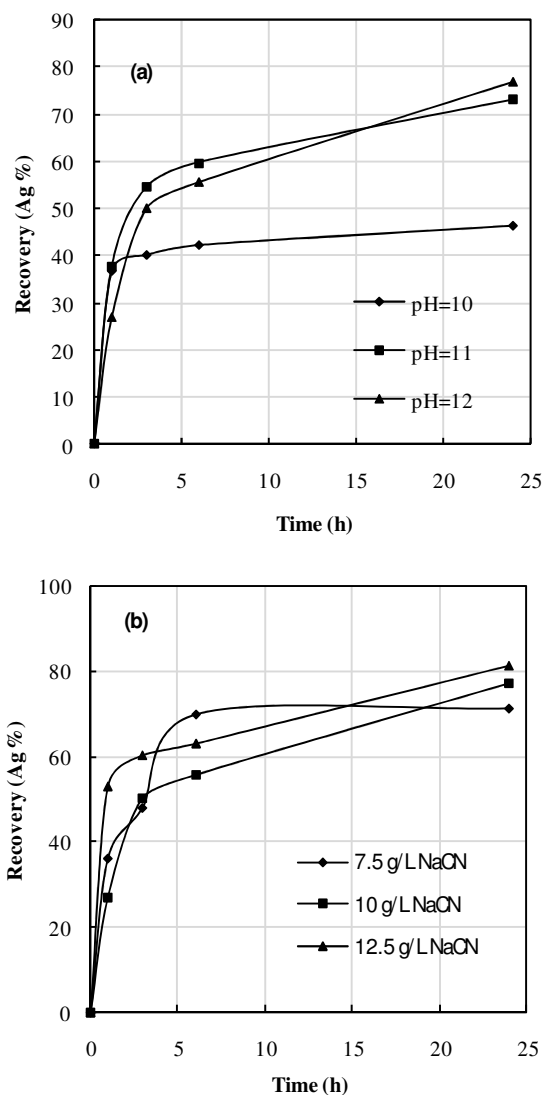 90
(a)
80
70
60
50
40
30
20
10
0
Recovery (Ag %)
pH=10
pH=11
pH=12
0 5 10 15 20 25
Time (h)
100
(b)
80
60
40
20
0
Recovery (Ag %)
7.5 g/L NaCN
10 g/L NaCN
12.5 g/L NaCN
0 5 10 15 20 25
Time (h)